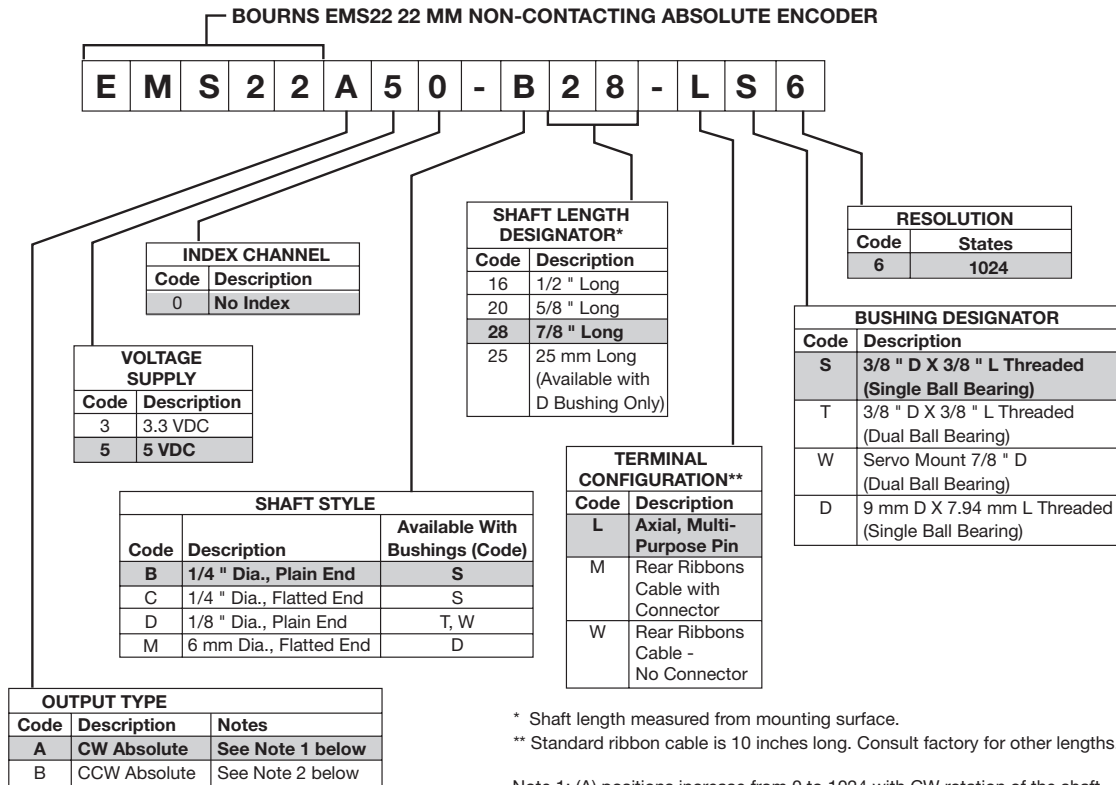 BOURNS EMS22 22 MM NON-CONTACTING ABSOLUTE ENCODER
E M S 2 2 A 5 0 - B 2 8 - L S 6
INDEX CHANNEL
Code Description
0 No Index
VOLTAGE
SUPPLY
Code Description
3 3.3 VDC
5 5 VDC
SHAFT LENGTH
DESIGNATOR*
Code Description
16 1/2 " Long
20 5/8 " Long
28 7/8 " Long
25 25 mm Long
(Available with
D Bushing Only)
RESOLUTION
Code States
6 1024
BUSHING DESIGNATOR
Code Description
S 3/8 " D X 3/8 " L Threaded
(Single Ball Bearing)
T 3/8 " D X 3/8 " L Threaded
(Dual Ball Bearing)
W Servo Mount 7/8 " D
(Dual Ball Bearing)
D 9 mm D X 7.94 mm L Threaded
(Single Ball Bearing)
SHAFT STYLE
Available With
Code Description Bushings (Code)
B 1/4 " Dia., Plain End S
C 1/4 " Dia., Flatted End S
D 1/8 " Dia., Plain End T, W
M 6 mm Dia., Flatted End D
TERMINAL
CONFIGURATION**
Code Description
L Axial, Multi-
Purpose Pin
M Rear Ribbons
Cable with
Connector
W Rear Ribbons
Cable -
No Connector
OUTPUT TYPE
Code Description Notes
A CW Absolute See Note 1 below
B CCW Absolute See Note 2 below
* Shaft length measured from mounting surface.
** Standard ribbon cable is 10 inches long. Consult factory for other lengths